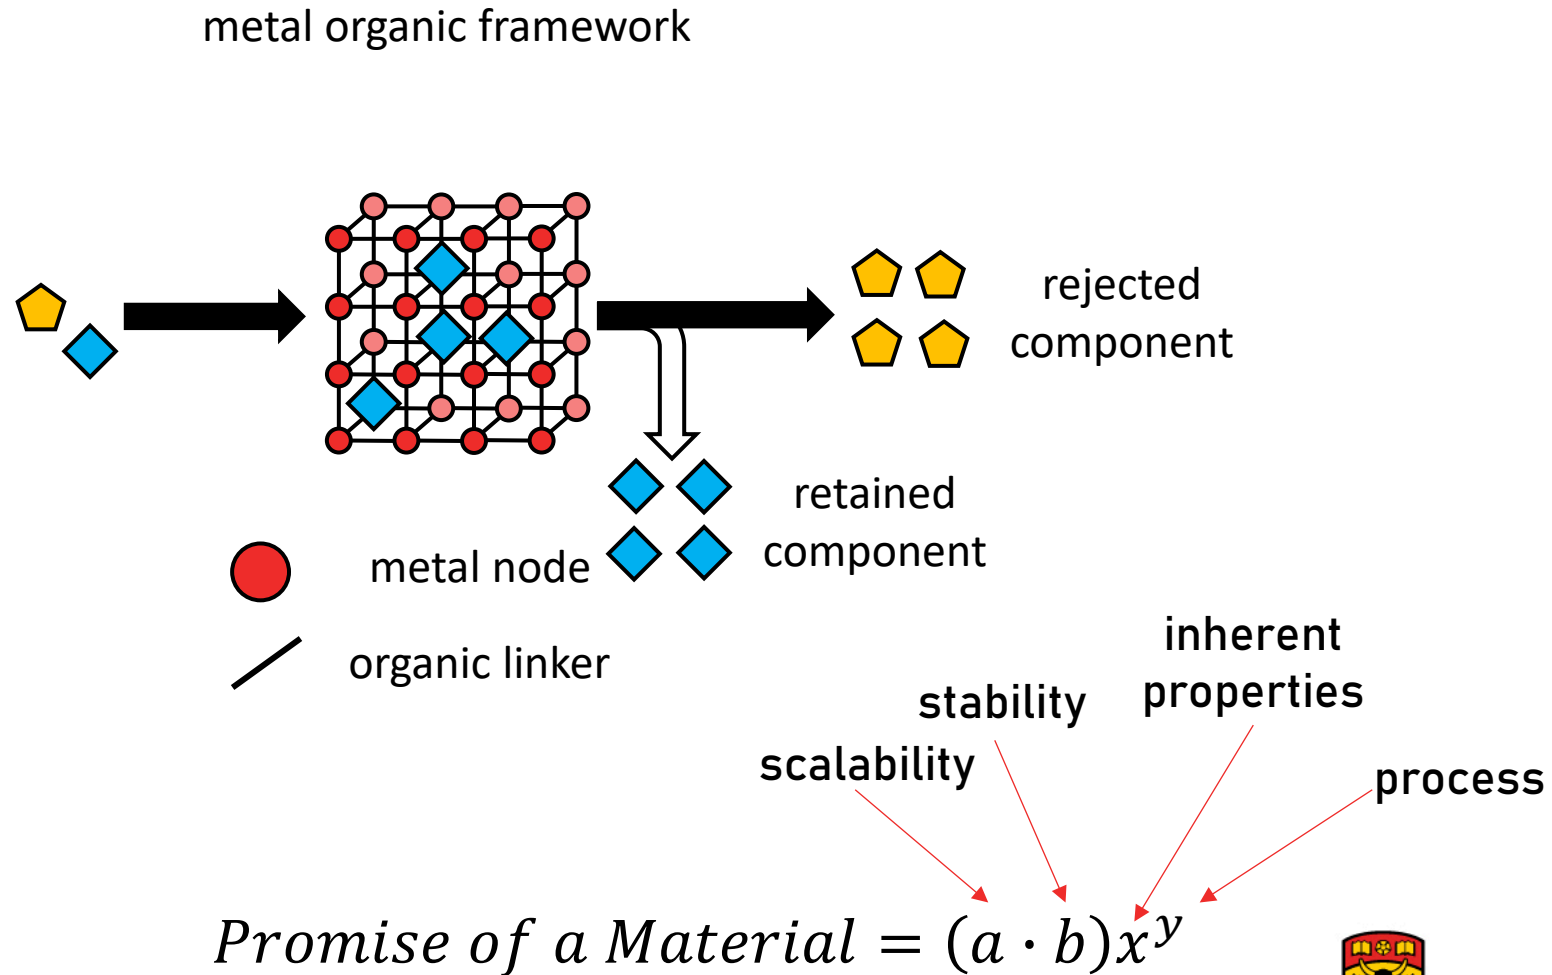 metal organic framework
rejected
component
retained
component
metal node
organic linker
inherent
properties
stability
scalability
process
Promise of a Material = (a · b)x^y